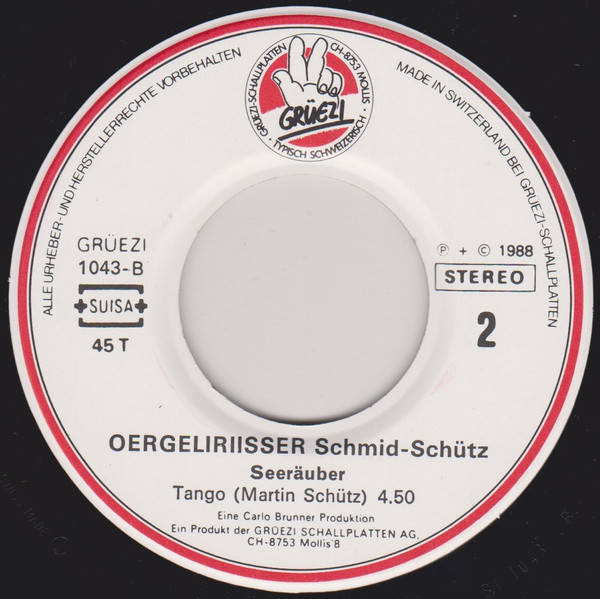 GRÜEZI-SCHALLPLATTEN · CH-8753 MOLLIS · TYPISCH SCHWEIZERISCH ·
GRÜEZI
ALLE URHEBER- UND HERSTELLERRECHTE VORBEHALTEN
MADE IN SWITZERLAND BEI GRÜEZI-SCHALLPLATTEN
GRÜEZI
1043-B
SUISA
45 T
℗ + © 1988
STEREO
2
OERGELIRIISSER Schmid-Schütz
Seeräuber
Tango (Martin Schütz) 4.50
Eine Carlo Brunner Produktion
Ein Produkt der GRÜEZI SCHALLPLATTEN AG,
CH-8753 Mollis 8